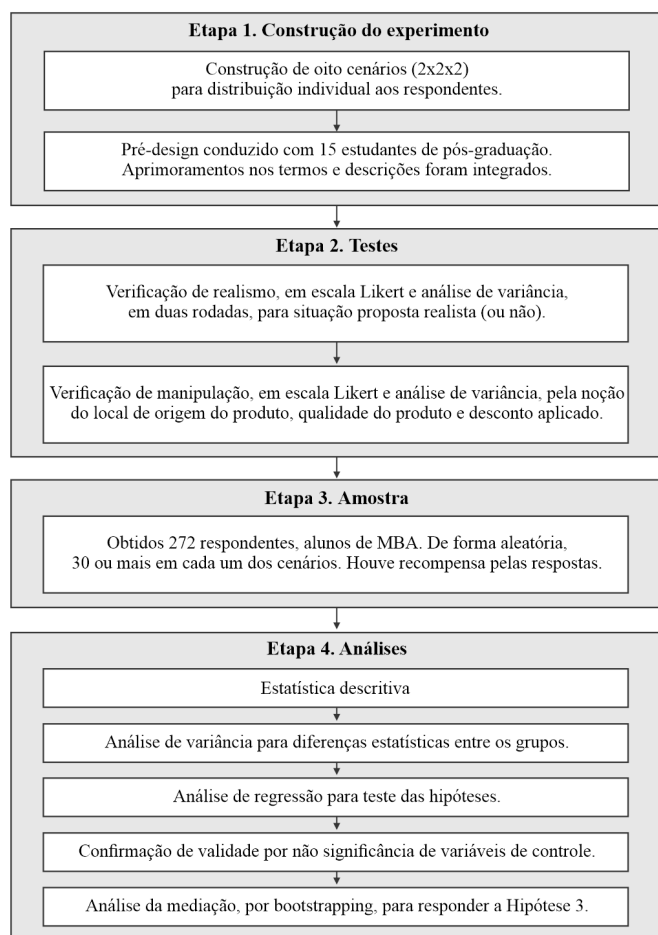 Etapa 1. Construção do experimento
Construção de oito cenários (2x2x2)
para distribuição individual aos respondentes.
Pré-design conduzido com 15 estudantes de pós-graduação.
Aprimoramentos nos termos e descrições foram integrados.
Etapa 2. Testes
Verificação de realismo, em escala Likert e análise de variância,
em duas rodadas, para situação proposta realista (ou não).
Verificação de manipulação, em escala Likert e análise de variância, pela noção
do local de origem do produto, qualidade do produto e desconto aplicado.
Etapa 3. Amostra
Obtidos 272 respondentes, alunos de MBA. De forma aleatória,
30 ou mais em cada um dos cenários. Houve recompensa pelas respostas.
Etapa 4. Análises
Estatística descritiva
Análise de variância para diferenças estatísticas entre os grupos.
Análise de regressão para teste das hipóteses.
Confirmação de validade por não significância de variáveis de controle.
Análise da mediação, por bootstrapping, para responder a Hipótese 3.